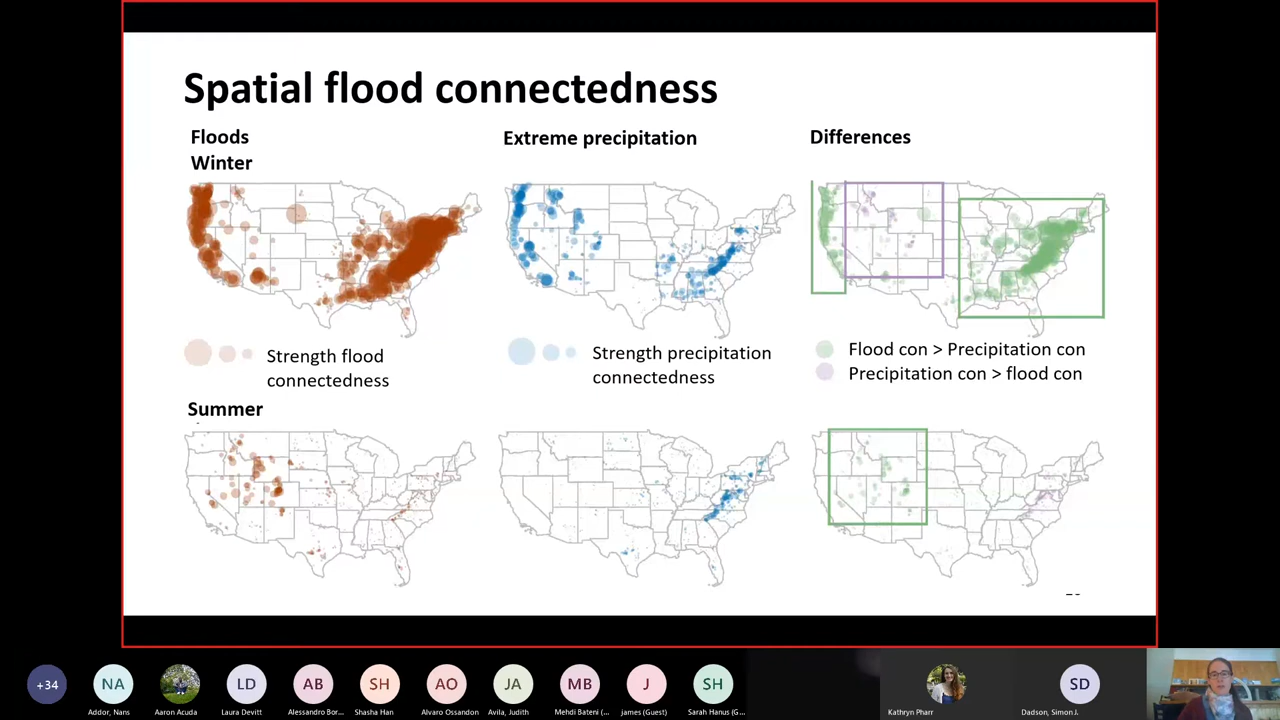 Spatial flood connectedness
Floods
Winter
Extreme precipitation
Differences
Strength flood
connectedness
Strength precipitation
connectedness
Flood con > Precipitation con
Precipitation con > flood con
Summer
+34
NA
LD
AB
SH
AO
JA
MB
J
SH
SD
Addor, Nans
Aaron Acuda
Laura Devitt
Alessandro Bor...
Shasha Han
Alvaro Ossandon
Avila, Judith
Mehdi Bateni (...
james (Guest)
Sarah Hanus (G...
Kathryn Pharr
Dadson, Simon J.